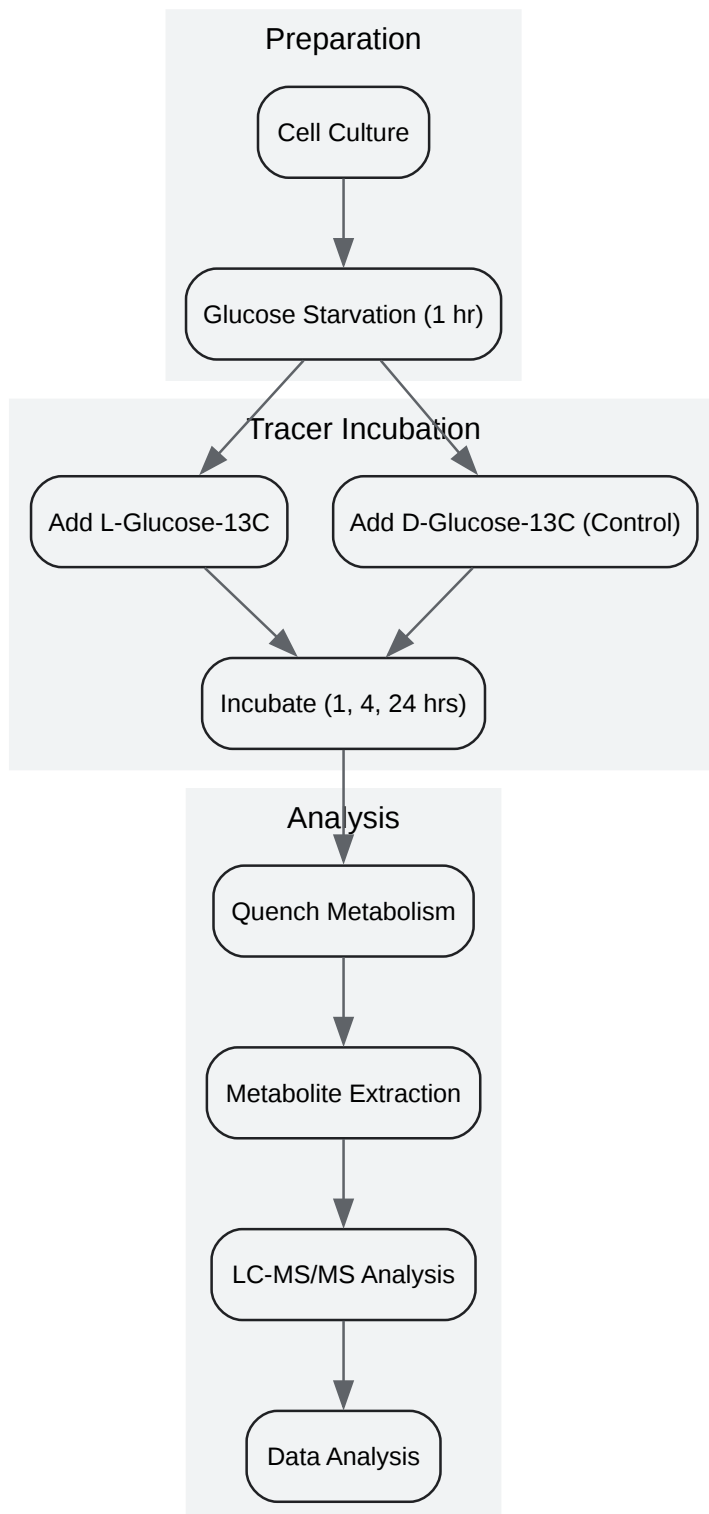 Preparation
Cell Culture
Glucose Starvation (1 hr)
Tracer Incubation
Add L-Glucose-13C
Add D-Glucose-13C (Control)
Incubate (1, 4, 24 hrs)
Analysis
Quench Metabolism
Metabolite Extraction
LC-MS/MS Analysis
Data Analysis